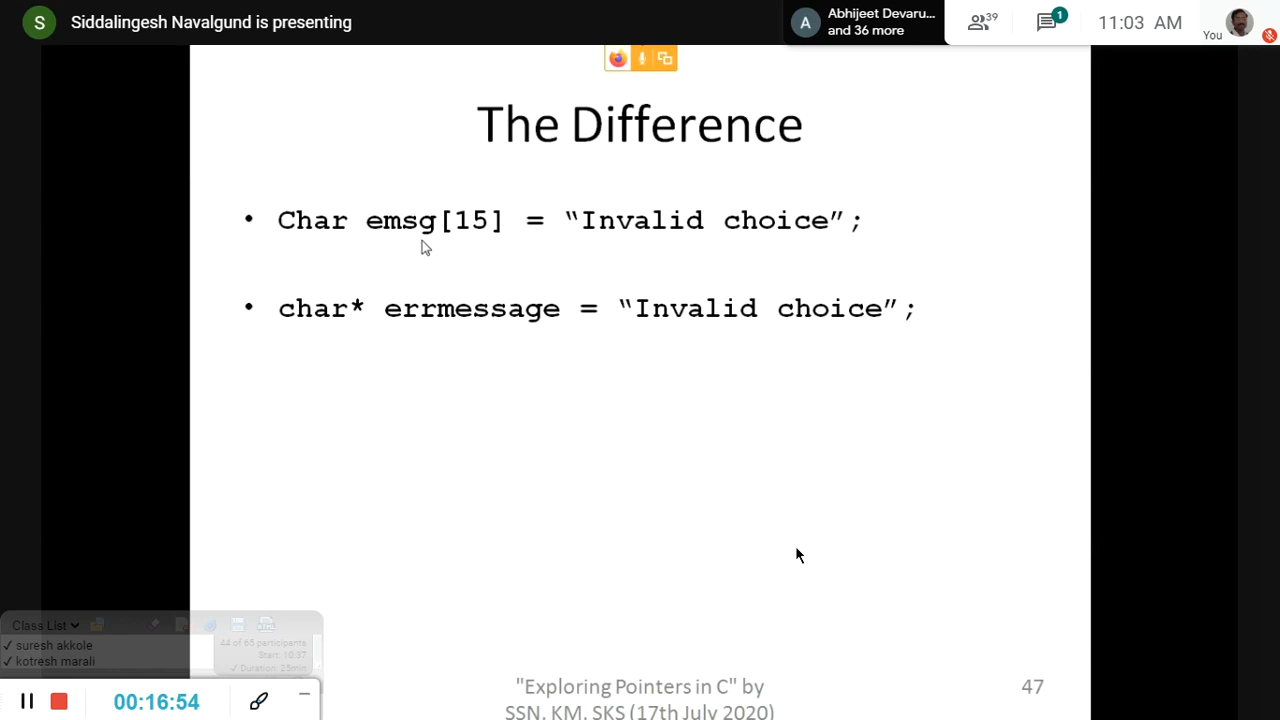 S Siddalingesh Navalgund is presenting
A Abhijeet Devaru...
and 36 more
39
1
11:03 AM
You
The Difference
• Char emsg[15] = “Invalid choice”;
• char* errmessage = “Invalid choice”;
Class List
✓ suresh akkole
✓ kotresh marali
44 of 65 participants
Start: 10:37
✓ Duration: 25min
00:16:54
"Exploring Pointers in C" by
SSN, KM, SKS (17th July 2020)
47